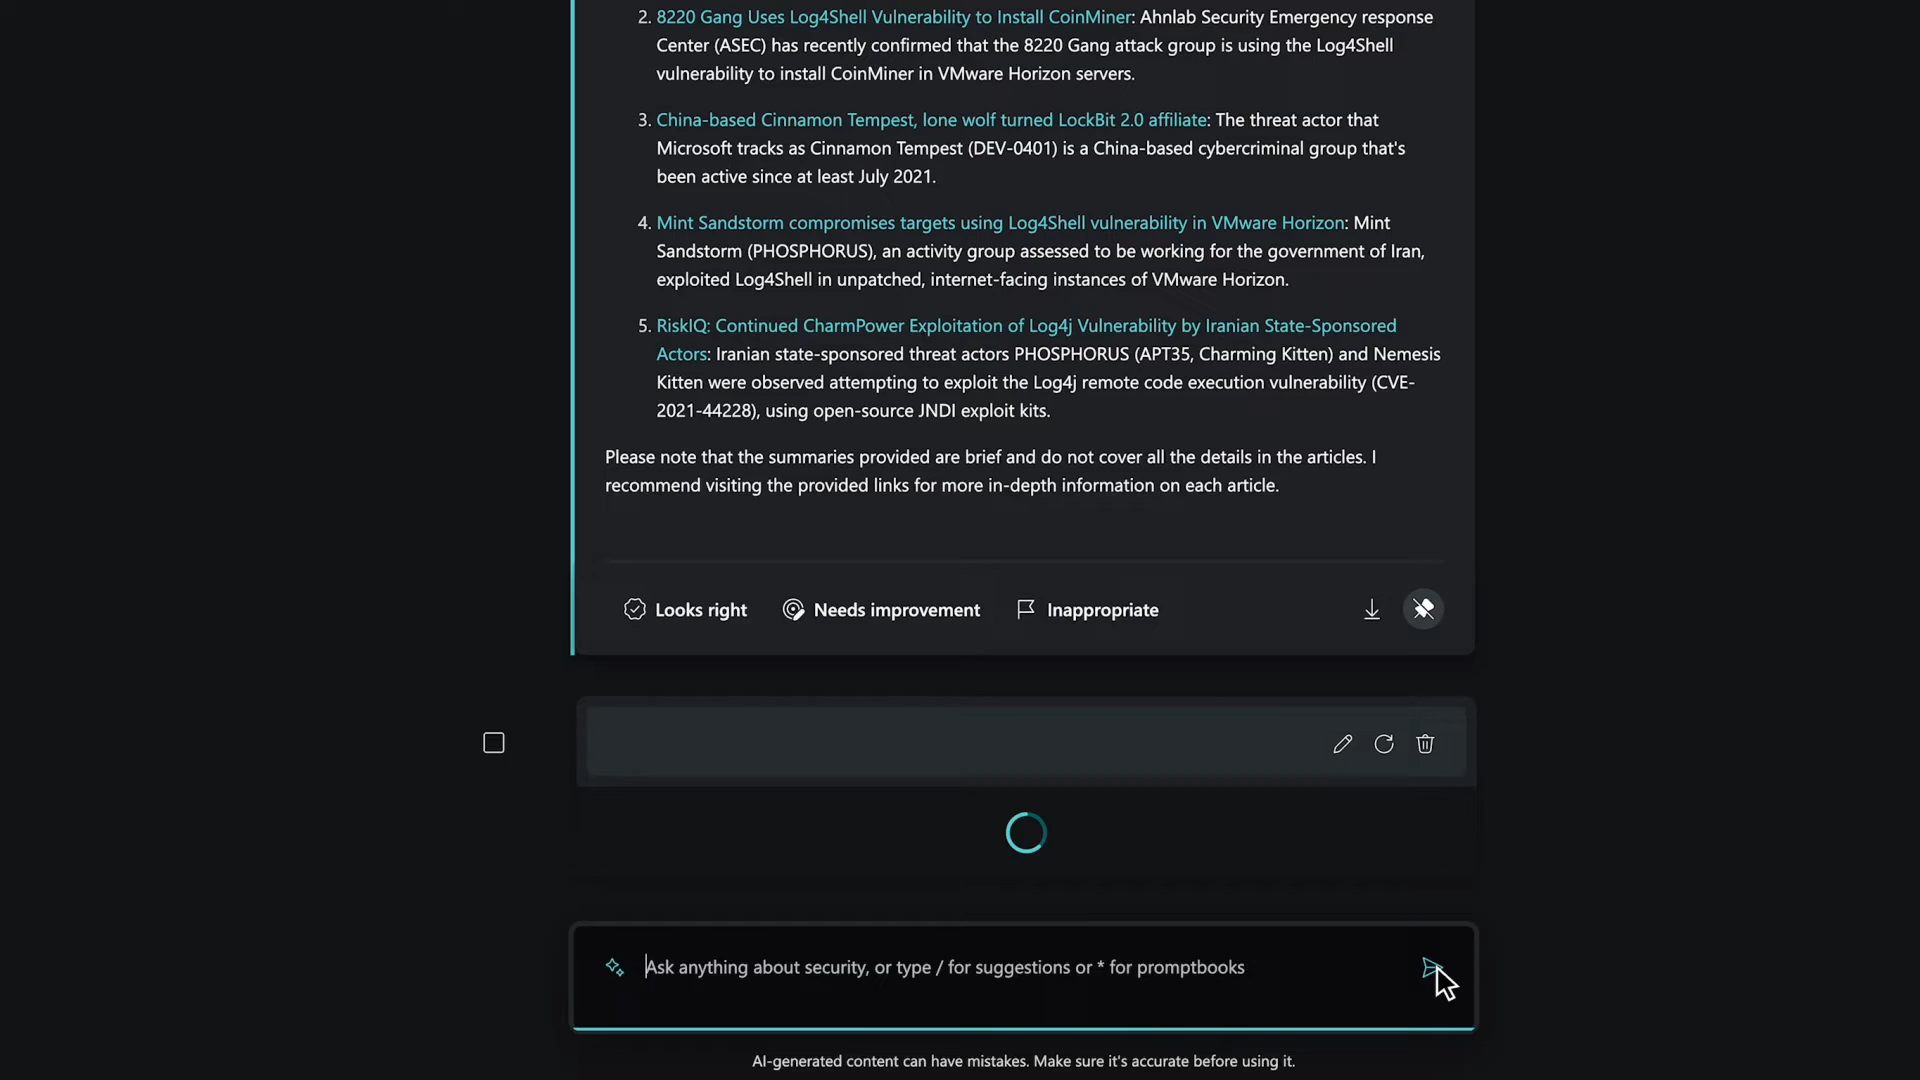 2. 8220 Gang Uses Log4Shell Vulnerability to Install CoinMiner: Ahnlab Security Emergency response
Center (ASEC) has recently confirmed that the 8220 Gang attack group is using the Log4Shell
vulnerability to install CoinMiner in VMware Horizon servers.
3. China-based Cinnamon Tempest, lone wolf turned LockBit 2.0 affiliate: The threat actor that
Microsoft tracks as Cinnamon Tempest (DEV-0401) is a China-based cybercriminal group that's
been active since at least July 2021.
4. Mint Sandstorm compromises targets using Log4Shell vulnerability in VMware Horizon: Mint
Sandstorm (PHOSPHORUS), an activity group assessed to be working for the government of Iran,
exploited Log4Shell in unpatched, internet-facing instances of VMware Horizon.
5. RiskIQ: Continued CharmPower Exploitation of Log4j Vulnerability by Iranian State-Sponsored
Actors: Iranian state-sponsored threat actors PHOSPHORUS (APT35, Charming Kitten) and Nemesis
Kitten were observed attempting to exploit the Log4j remote code execution vulnerability (CVE-
2021-44228), using open-source JNDI exploit kits.
Please note that the summaries provided are brief and do not cover all the details in the articles. I
recommend visiting the provided links for more in-depth information on each article.
Looks right Needs improvement Inappropriate
Ask anything about security, or type / for suggestions or * for promptbooks
AI-generated content can have mistakes. Make sure it's accurate before using it.